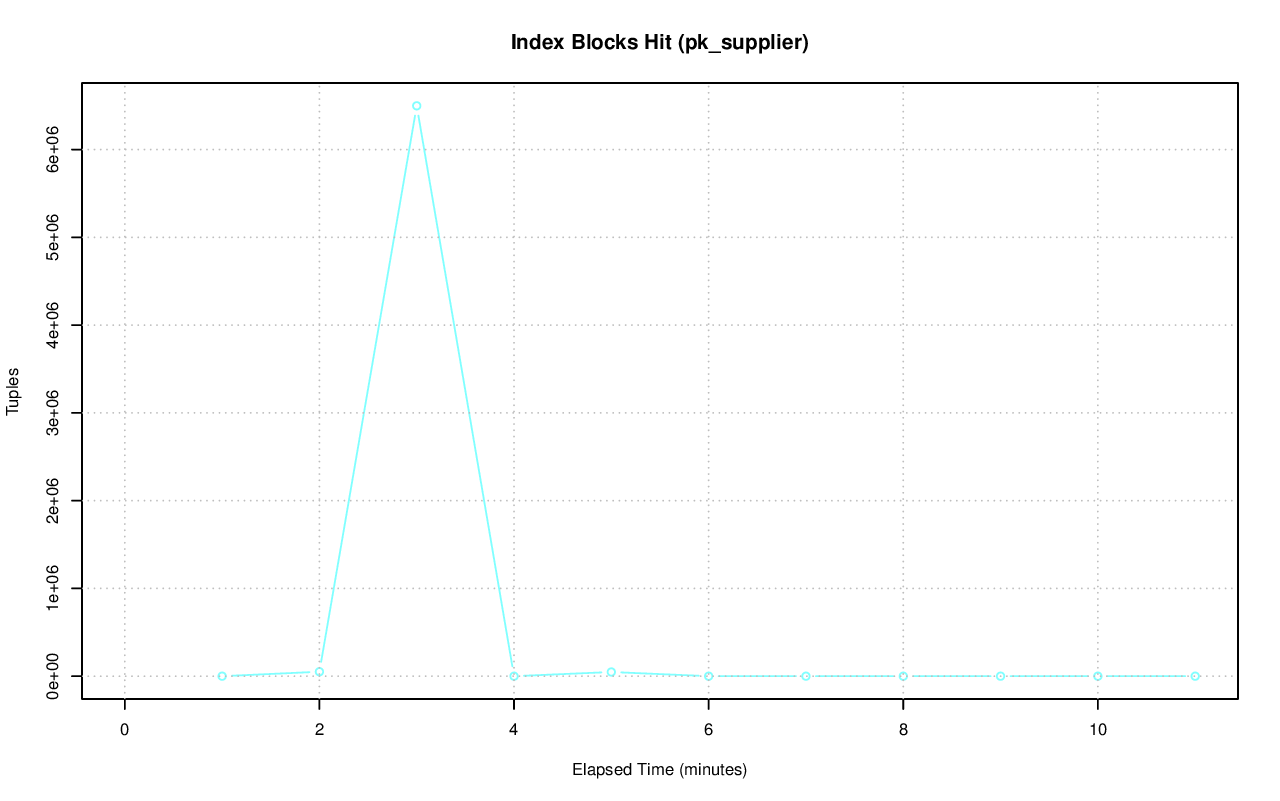 Index Blocks Hit (pk_supplier)
Tuples
6e+06
5e+06
4e+06
3e+06
2e+06
1e+06
0e+00
0 2 4 6 8 10
Elapsed Time (minutes)